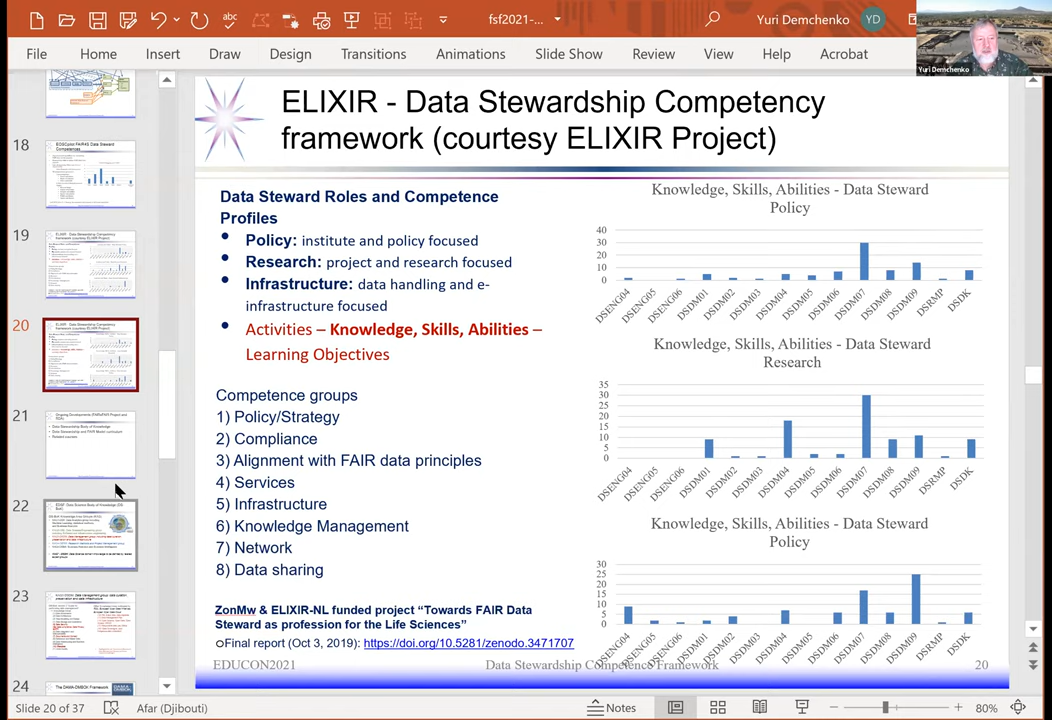 fsf2021-...
Yuri Demchenko
YD
File Home Insert Draw Design Transitions Animations Slide Show Review View Help Acrobat
Yuri Demchenko
18
19
20
21
22
23
24
ELIXIR - Data Stewardship Competency
framework (courtesy ELIXIR Project)
Data Steward Roles and Competence
Profiles
Policy: institute and policy focused
Research: project and research focused
Infrastructure: data handling and e-
infrastructure focused
Activities – Knowledge, Skills, Abilities –
Learning Objectives
Competence groups
1) Policy/Strategy
2) Compliance
3) Alignment with FAIR data principles
4) Services
5) Infrastructure
6) Knowledge Management
7) Network
8) Data sharing
ZonMw & ELIXIR-NL funded project “Towards FAIR Data
Steward as profession for the Life Sciences”
Final report (Oct 3, 2019): https://doi.org/10.5281/zenodo.3471707
Knowledge, Skills, Abilities - Data Steward
Policy
40
30
20
10
0
DSENG04 DSENG05 DSENG06 DSDM01 DSDM02 DSDM03 DSDM04 DSDM05 DSDM06 DSDM07 DSDM08 DSDM09 DSRMP DSDK
Knowledge, Skills, Abilities - Data Steward
Research
35
30
25
20
15
10
5
0
DSENG04 DSENG05 DSENG06 DSDM01 DSDM02 DSDM03 DSDM04 DSDM05 DSDM06 DSDM07 DSDM08 DSDM09 DSRMP DSDK
Knowledge, Skills, Abilities - Data Steward
Policy
30
25
20
15
10
5
0
DSENG04 DSENG05 DSENG06 DSDM01 DSDM02 DSDM03 DSDM04 DSDM05 DSDM06 DSDM07 DSDM08 DSDM09 DSRMP DSDK
EDUCON2021
Data Stewardship Competence Framework
20
Slide 20 of 37
Afar (Djibouti)
Notes
80%